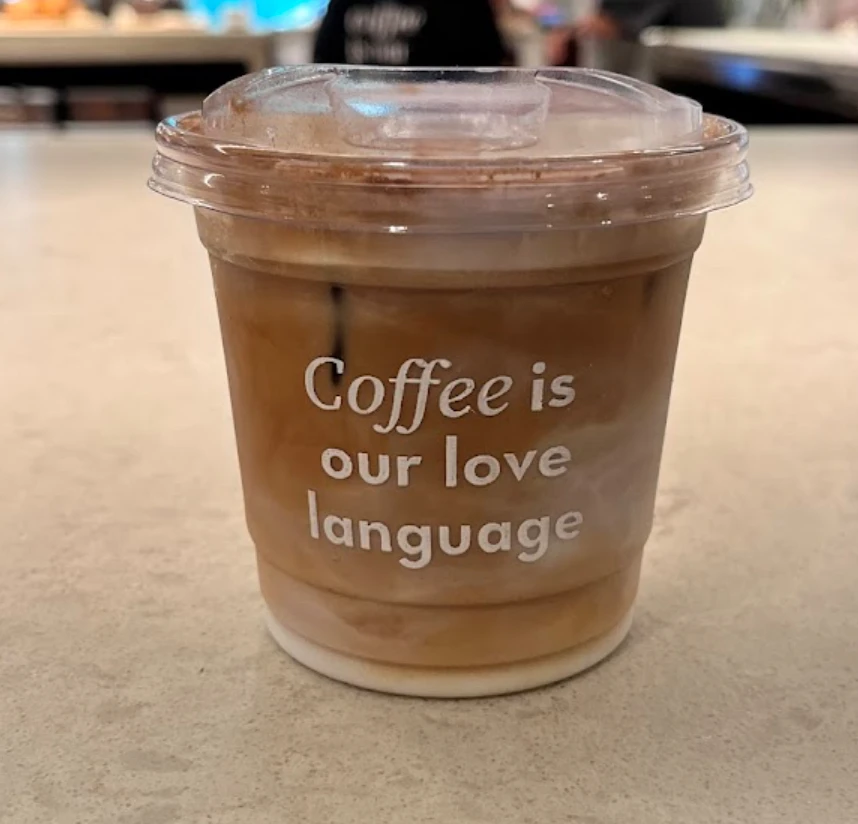 Coffee is
our love
language